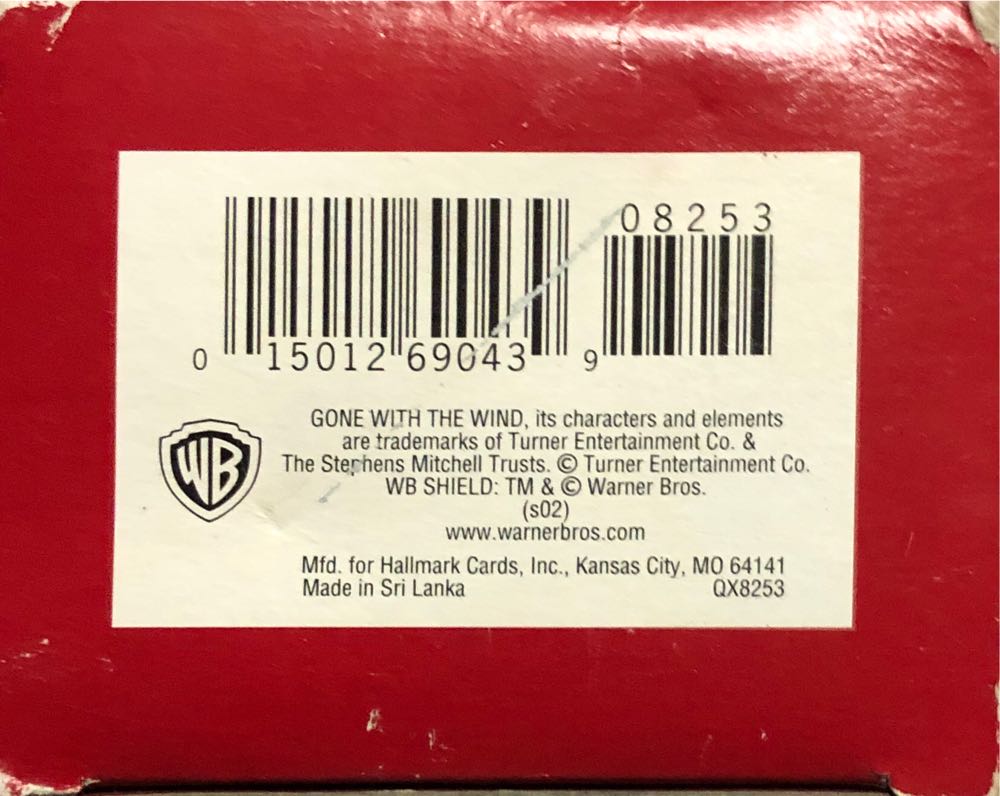 08253
0 15012 69043 9
WB
GONE WITH THE WIND, its characters and elements
are trademarks of Turner Entertainment Co. &
The Stephens Mitchell Trusts. © Turner Entertainment Co.
WB SHIELD: TM & © Warner Bros.
(s02)
www.warnerbros.com
Mfd. for Hallmark Cards, Inc., Kansas City, MO 64141
Made in Sri Lanka QX8253